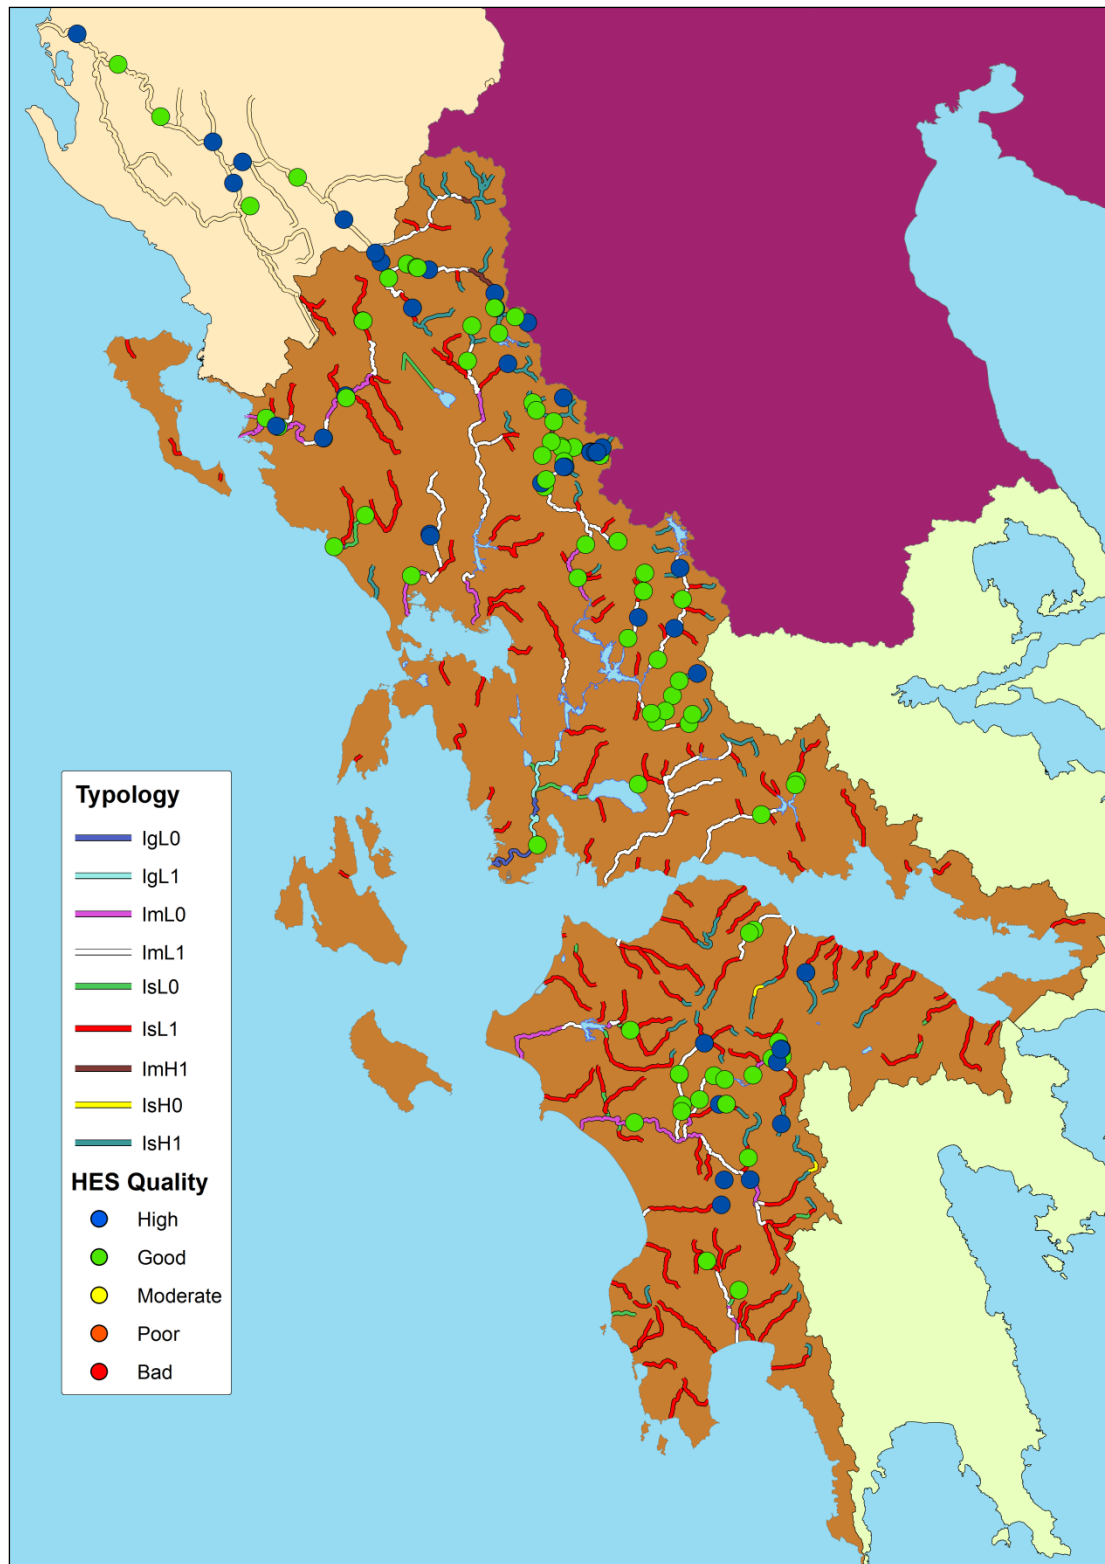 Typology
IgL0
IgL1
ImL0
ImL1
IsL0
IsL1
ImH1
IsH0
IsH1
HES Quality
High
Good
Moderate
Poor
Bad